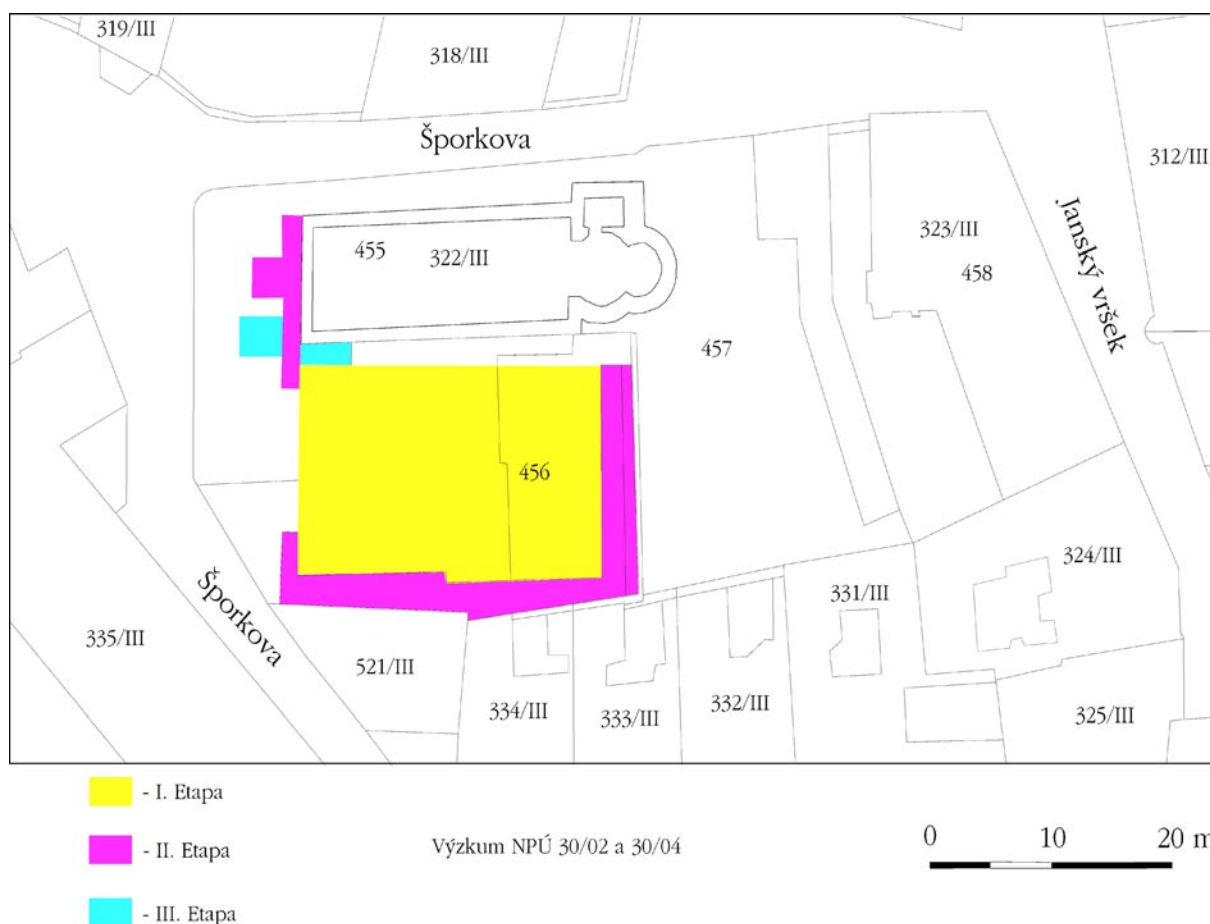 319/III
318/III
Šporkova
312/III
455
322/III
323/III
458
Janský vršek
457
456
Šporkova
335/III
521/III
334/III
333/III
332/III
331/III
324/III
325/III
- I. Etapa
- II. Etapa
- III. Etapa
Výzkum NPÚ 30/02 a 30/04
0 10 20 m